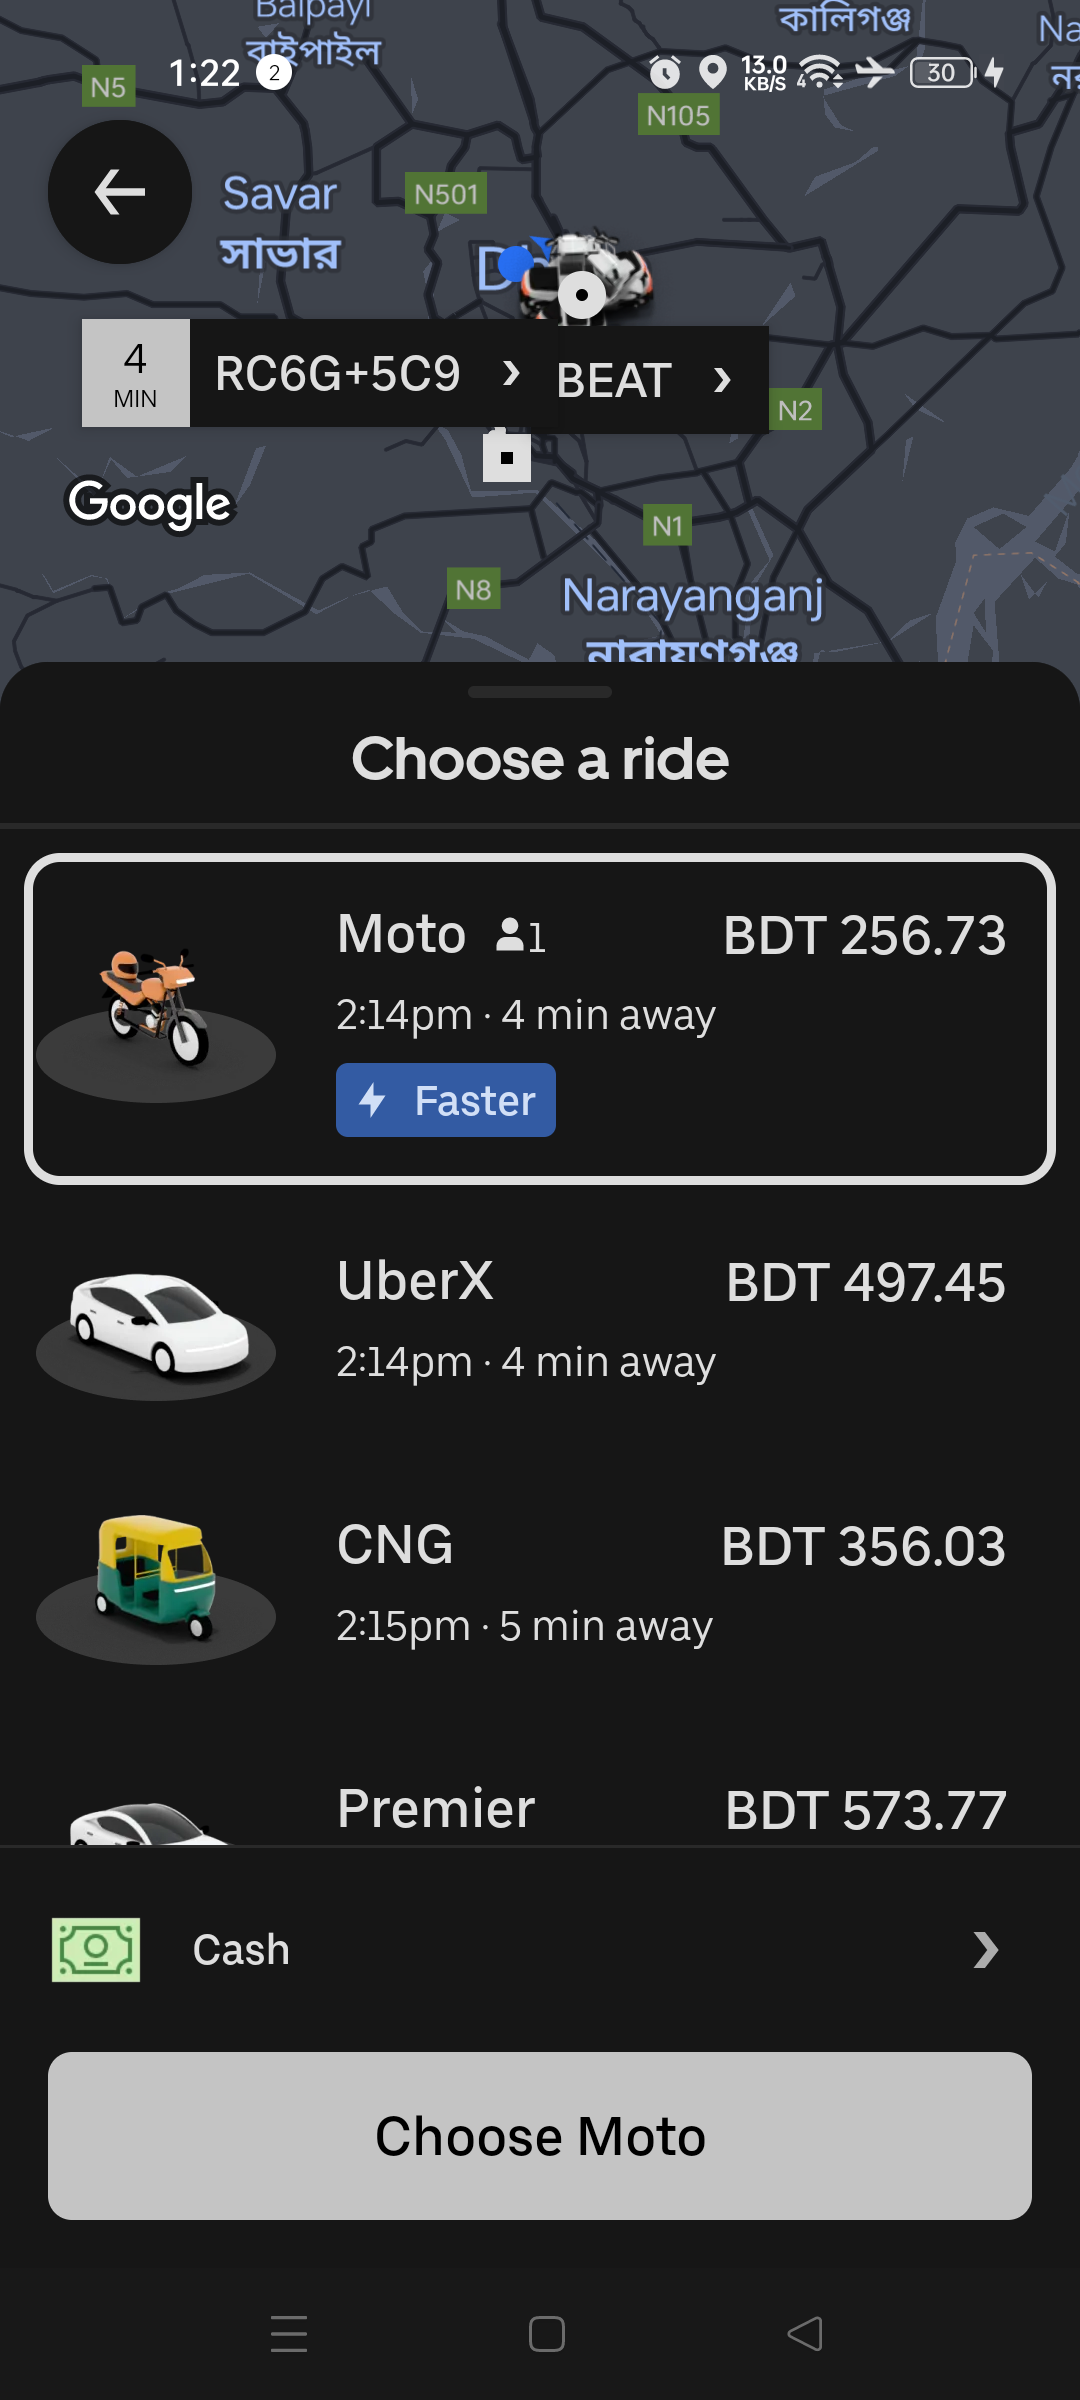 Baipayl
বাইপাইল
কালিগঞ্জ
Na
N5
1:22
2
13.0
KB/S
4
30
N105
Savar
সাভার
N501
4
MIN
RC6G+5C9
BEAT
N2
Google
N1
N8
Narayanganj
নারায়ণগঞ্জ
Choose a ride
Moto 1 BDT 256.73
2:14pm · 4 min away
Faster
UberX BDT 497.45
2:14pm · 4 min away
CNG BDT 356.03
2:15pm · 5 min away
Premier BDT 573.77
Cash
Choose Moto